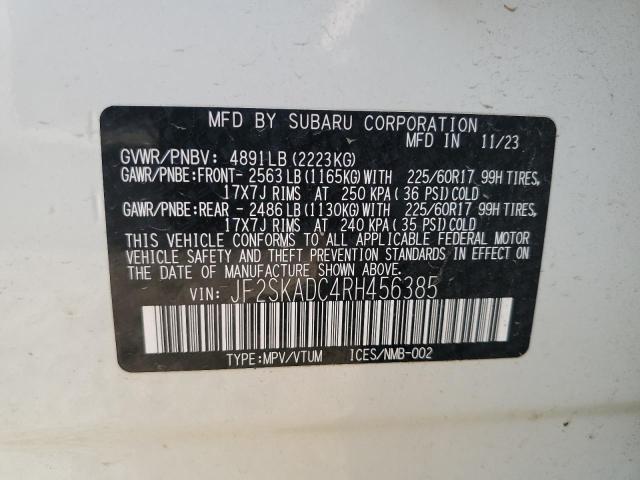 MFD BY SUBARU CORPORATION
MFD IN 11/23
GVWR/PNBV: 4891LB (2223KG)
GAWR/PNBE:FRONT- 2563 LB (1165KG) WITH 225/60R17 99H TIRES,
17X7J RIMS AT 250 KPA ( 36 PSI) COLD
GAWR/PNBE:REAR - 2486 LB (1130KG) WITH 225/60R17 99H TIRES,
17X7J RIMS AT 240 KPA ( 35 PSI) COLD
THIS VEHICLE CONFORMS TO ALL APPLICABLE FEDERAL MOTOR
VEHICLE SAFETY AND THEFT PREVENTION STANDARDS IN EFFECT ON
THE DATE OF MANUFACTURE SHOWN ABOVE.
VIN: JF2SKADC4RH456385
TYPE:MPV/VTUM ICES/NMB-002